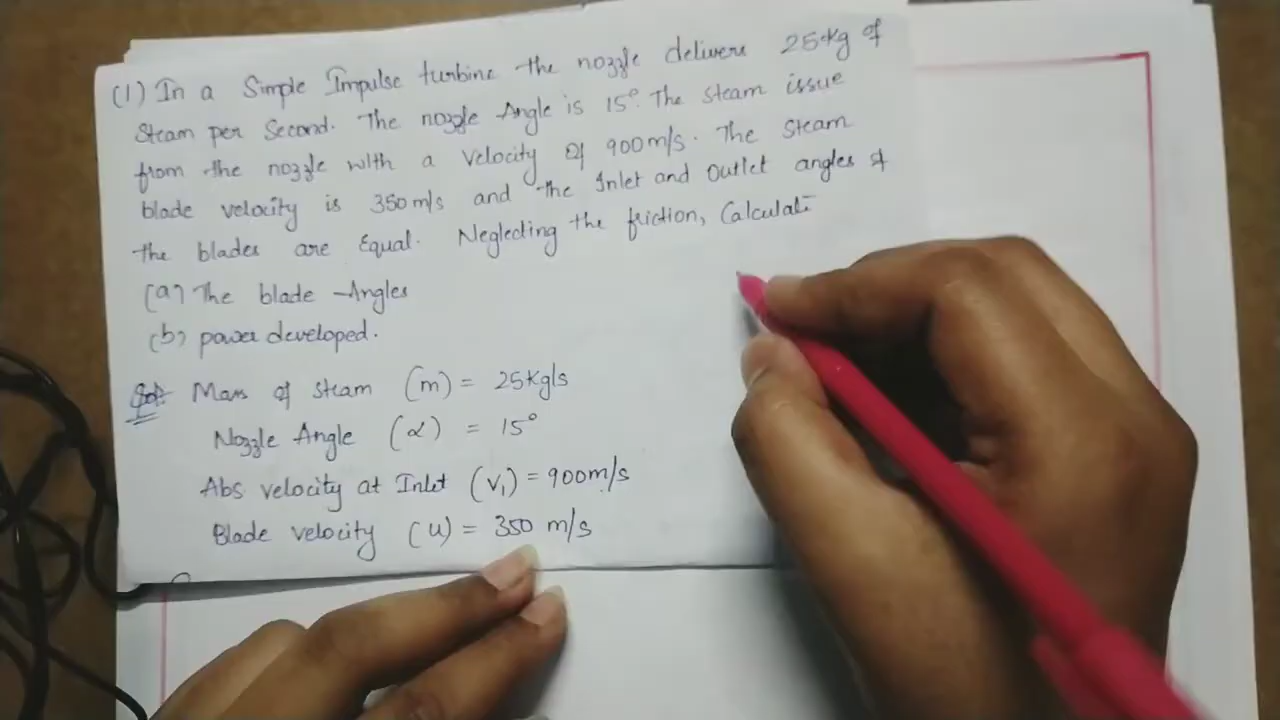 (1) In a Simple Impulse turbine the nozzle delivers 25kg of
Steam per Second. The nozzle Angle is 15°. The steam issue
from the nozzle with a velocity of 900m/s. The steam
blade velocity is 350m/s and the Inlet and outlet angles of
the blades are Equal. Neglecting the friction, Calculate
(a) The blade Angles
(b) power developed.
Sol: Mass of steam (m) = 25kg/s
Nozzle Angle (α) = 15°
Abs velocity at Inlet (V₁) = 900m/s
Blade velocity (u) = 350 m/s